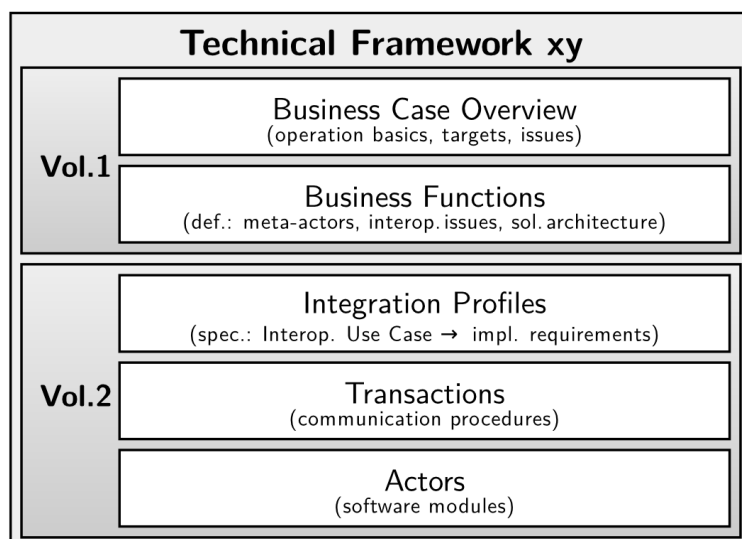 Technical Framework xy
Vol.1
Business Case Overview
(operation basics, targets, issues)
Business Functions
(def.: meta-actors, interop. issues, sol. architecture)
Vol.2
Integration Profiles
(spec.: Interop. Use Case → impl. requirements)
Transactions
(communication procedures)
Actors
(software modules)